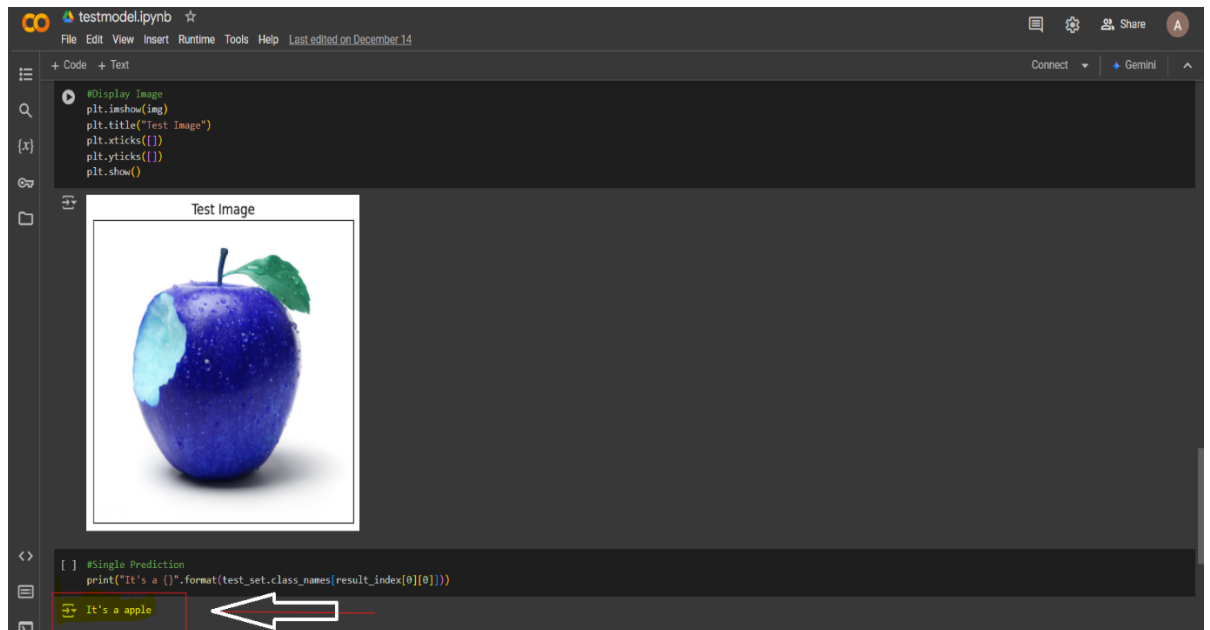 testmodel.ipynb
File Edit View Insert Runtime Tools Help Last edited on December 14
Share
A
+ Code + Text
Connect
Gemini
#Display Image
plt.imshow(img)
plt.title("Test Image")
plt.xticks([])
plt.yticks([])
plt.show()
Test Image
[ ] #Single Prediction
print("It's a {}".format(test_set.class_names[result_index[0][0]]))
It's a apple